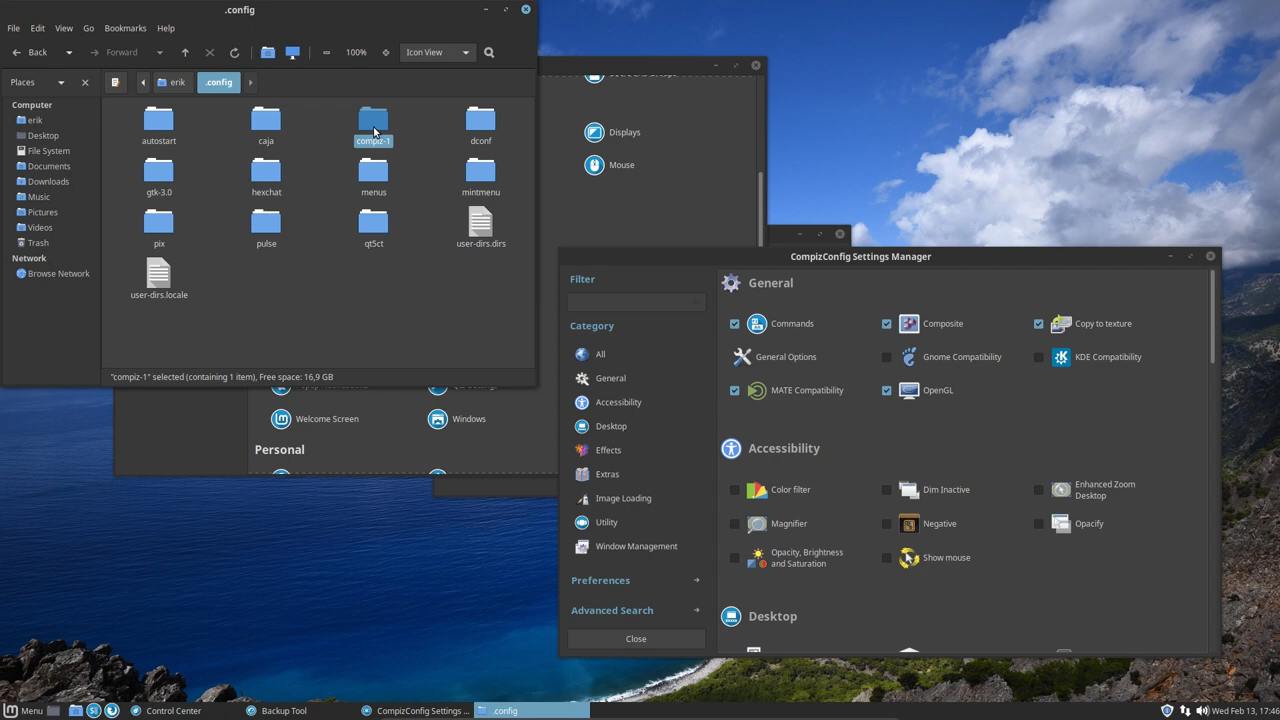 .config
File Edit View Go Bookmarks Help
Back Forward 100% Icon View
Places erik .config
Computer
erik
Desktop
File System
Documents
Downloads
Music
Pictures
Videos
Trash
Network
Browse Network
autostart caja compiz-1 dconf
gtk-3.0 hexchat menus mintmenu
pix pulse qt5ct user-dirs.dirs
user-dirs.locale
"compiz-1" selected (containing 1 item), Free space: 16,9 GB
Displays
Mouse
Welcome Screen Windows
Personal
CompizConfig Settings Manager
Filter
Category
All
General
Accessibility
Desktop
Effects
Extras
Image Loading
Utility
Window Management
Preferences
Advanced Search
Close
General
Commands Composite Copy to texture
General Options Gnome Compatibility KDE Compatibility
MATE Compatibility OpenGL
Accessibility
Color filter Dim Inactive Enhanced Zoom
Desktop
Magnifier Negative Opacify
Opacity, Brightness
and Saturation Show mouse
Desktop
Menu Control Center Backup Tool CompizConfig Settings ... .config Wed Feb 13, 17:46